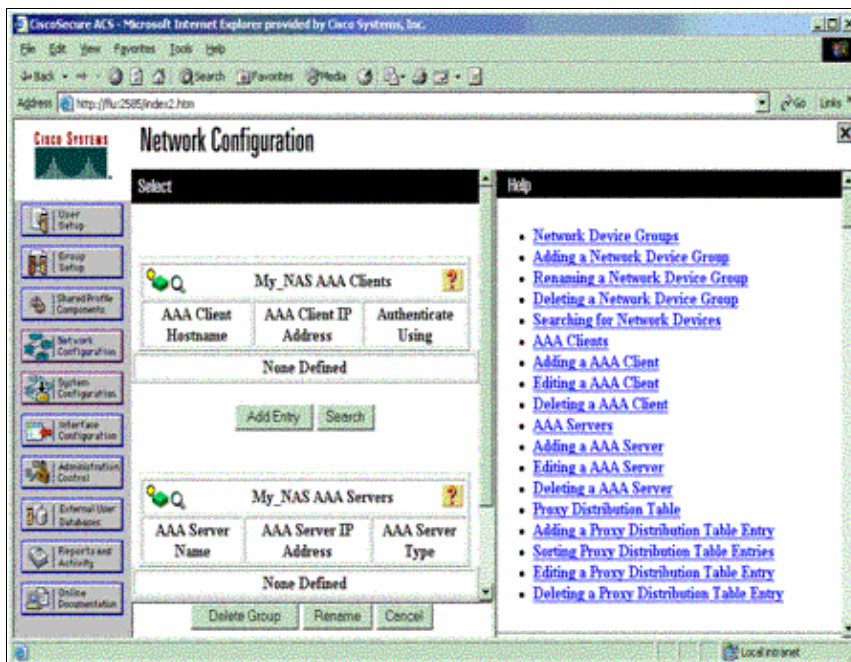 CiscoSecure ACS - Microsoft Internet Explorer provided by Cisco Systems, Inc.
File Edit View Favorites Tools Help
Back Search Favorites Media
Address http://flu:2585/index2.htm Go Links
Cisco Systems
Network Configuration
User Setup
Group Setup
Shared Profile Components
Network Configuration
System Configuration
Interface Configuration
Administration Control
External User Databases
Reports and Activity
Online Documentation
Select
My_NAS AAA Clients
AAA Client Hostname
AAA Client IP Address
Authenticate Using
None Defined
Add Entry Search
My_NAS AAA Servers
AAA Server Name
AAA Server IP Address
AAA Server Type
None Defined
Delete Group Rename Cancel
Help
Network Device Groups
Adding a Network Device Group
Renaming a Network Device Group
Deleting a Network Device Group
Searching for Network Devices
AAA Clients
Adding a AAA Client
Editing a AAA Client
Deleting a AAA Client
AAA Servers
Adding a AAA Server
Editing a AAA Server
Deleting a AAA Server
Proxy Distribution Table
Adding a Proxy Distribution Table Entry
Sorting Proxy Distribution Table Entries
Editing a Proxy Distribution Table Entry
Deleting a Proxy Distribution Table Entry
Local intranet